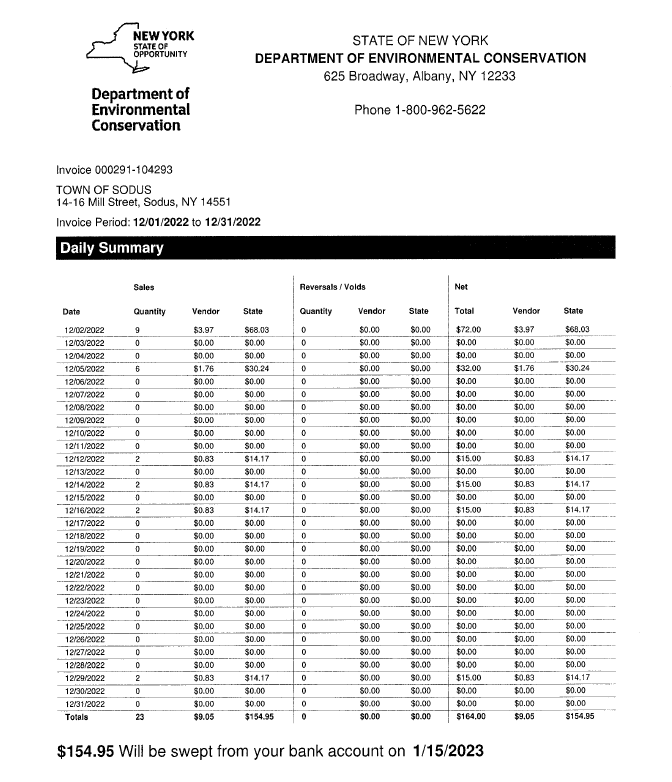 NEW YORK
STATE OF
OPPORTUNITY
Department of
Environmental
Conservation
STATE OF NEW YORK
DEPARTMENT OF ENVIRONMENTAL CONSERVATION
625 Broadway, Albany, NY 12233
Phone 1-800-962-5622
Invoice 000291-104293
TOWN OF SODUS
14-16 Mill Street, Sodus, NY 14551
Invoice Period: 12/01/2022 to 12/31/2022
Daily Summary
Sales Reversals / Voids Net
Date Quantity Vendor State Quantity Vendor State Total Vendor State
12/02/2022 9 $3.97 $68.03 0 $0.00 $0.00 $72.00 $3.97 $68.03
12/03/2022 0 $0.00 $0.00 0 $0.00 $0.00 $0.00 $0.00 $0.00
12/04/2022 0 $0.00 $0.00 0 $0.00 $0.00 $0.00 $0.00 $0.00
12/05/2022 6 $1.76 $30.24 0 $0.00 $0.00 $32.00 $1.76 $30.24
12/06/2022 0 $0.00 $0.00 0 $0.00 $0.00 $0.00 $0.00 $0.00
12/07/2022 0 $0.00 $0.00 0 $0.00 $0.00 $0.00 $0.00 $0.00
12/08/2022 0 $0.00 $0.00 0 $0.00 $0.00 $0.00 $0.00 $0.00
12/09/2022 0 $0.00 $0.00 0 $0.00 $0.00 $0.00 $0.00 $0.00
12/10/2022 0 $0.00 $0.00 0 $0.00 $0.00 $0.00 $0.00 $0.00
12/11/2022 0 $0.00 $0.00 0 $0.00 $0.00 $0.00 $0.00 $0.00
12/12/2022 2 $0.83 $14.17 0 $0.00 $0.00 $15.00 $0.83 $14.17
12/13/2022 0 $0.00 $0.00 0 $0.00 $0.00 $0.00 $0.00 $0.00
12/14/2022 2 $0.83 $14.17 0 $0.00 $0.00 $15.00 $0.83 $14.17
12/15/2022 0 $0.00 $0.00 0 $0.00 $0.00 $0.00 $0.00 $0.00
12/16/2022 2 $0.83 $14.17 0 $0.00 $0.00 $15.00 $0.83 $14.17
12/17/2022 0 $0.00 $0.00 0 $0.00 $0.00 $0.00 $0.00 $0.00
12/18/2022 0 $0.00 $0.00 0 $0.00 $0.00 $0.00 $0.00 $0.00
12/19/2022 0 $0.00 $0.00 0 $0.00 $0.00 $0.00 $0.00 $0.00
12/20/2022 0 $0.00 $0.00 0 $0.00 $0.00 $0.00 $0.00 $0.00
12/21/2022 0 $0.00 $0.00 0 $0.00 $0.00 $0.00 $0.00 $0.00
12/22/2022 0 $0.00 $0.00 0 $0.00 $0.00 $0.00 $0.00 $0.00
12/23/2022 0 $0.00 $0.00 0 $0.00 $0.00 $0.00 $0.00 $0.00
12/24/2022 0 $0.00 $0.00 0 $0.00 $0.00 $0.00 $0.00 $0.00
12/25/2022 0 $0.00 $0.00 0 $0.00 $0.00 $0.00 $0.00 $0.00
12/26/2022 0 $0.00 $0.00 0 $0.00 $0.00 $0.00 $0.00 $0.00
12/27/2022 0 $0.00 $0.00 0 $0.00 $0.00 $0.00 $0.00 $0.00
12/28/2022 0 $0.00 $0.00 0 $0.00 $0.00 $0.00 $0.00 $0.00
12/29/2022 2 $0.83 $14.17 0 $0.00 $0.00 $15.00 $0.83 $14.17
12/30/2022 0 $0.00 $0.00 0 $0.00 $0.00 $0.00 $0.00 $0.00
12/31/2022 0 $0.00 $0.00 0 $0.00 $0.00 $0.00 $0.00 $0.00
Totals 23 $9.05 $154.95 0 $0.00 $0.00 $164.00 $9.05 $154.95
$154.95 Will be swept from your bank account on 1/15/2023